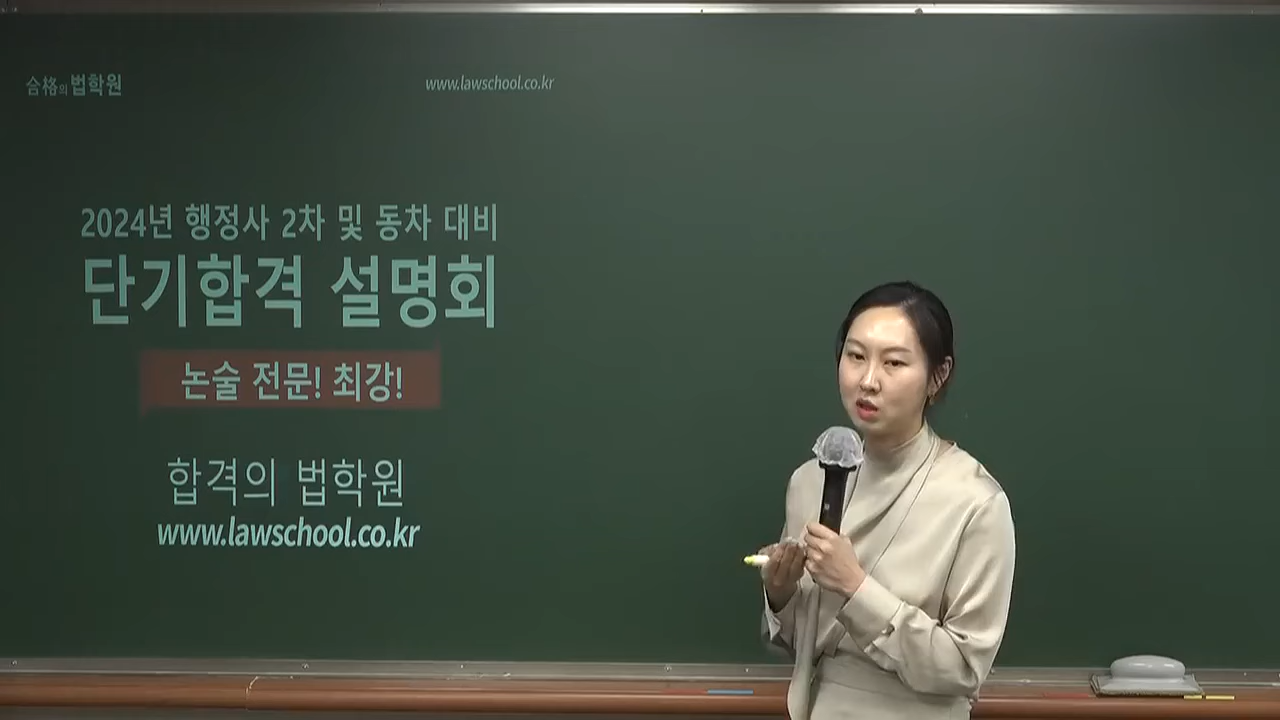 合格의 법학원
www.lawschool.co.kr
2024년 행정사 2차 및 동차 대비
단기합격 설명회
논술 전문! 최강!
합격의 법학원
www.lawschool.co.kr